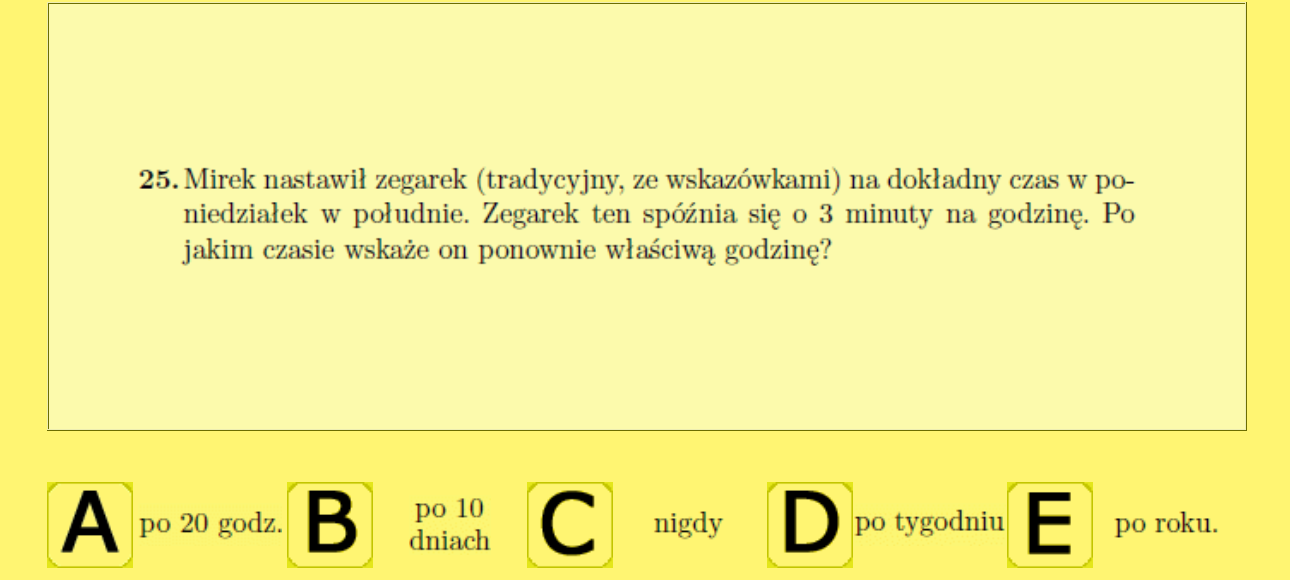 25. Mirek nastawił zegarek (tradycyjny, ze wskazówkami) na dokładny czas w po-
niedziałek w południe. Zegarek ten spóźnia się o 3 minuty na godzinę. Po
jakim czasie wskaże on ponownie właściwą godzinę?
A po 20 godz.
B po 10
dniach
C nigdy
D po tygodniu
E po roku.